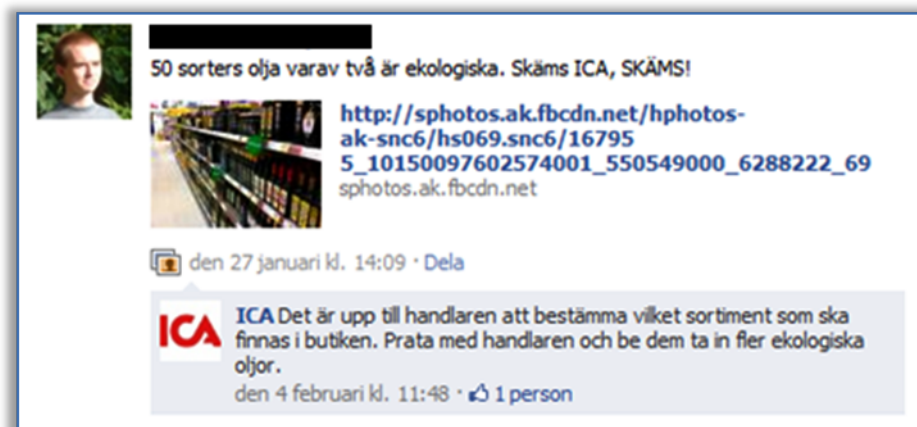 50 sorters olja varav två är ekologiska. Skäms ICA, SKÄMS!
http://sphotos.ak.fbcdn.net/hphotos-
ak-snc6/hs069.snc6/16795
5_10150097602574001_550549000_6288222_69
sphotos.ak.fbcdn.net
den 27 januari kl. 14:09 · Dela
ICA
ICA Det är upp till handlaren att bestämma vilket sortiment som ska
finnas i butiken. Prata med handlaren och be dem ta in fler ekologiska
oljor.
den 4 februari kl. 11:48 · 1 person